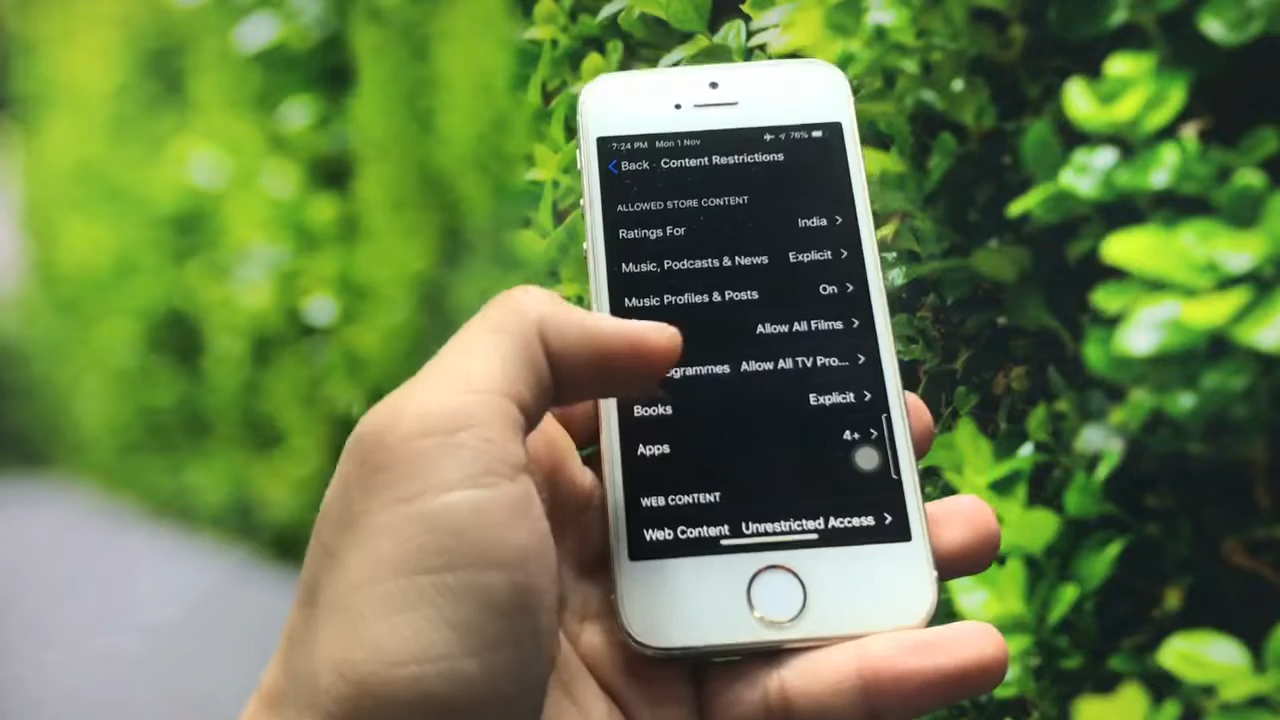 7:24 PM Mon 1 Nov 76%
Back Content Restrictions
ALLOWED STORE CONTENT
Ratings For India
Music, Podcasts & News Explicit
Music Profiles & Posts On
Allow All Films
ogrammes Allow All TV Pro...
Books Explicit
Apps 4+
WEB CONTENT
Web Content Unrestricted Access